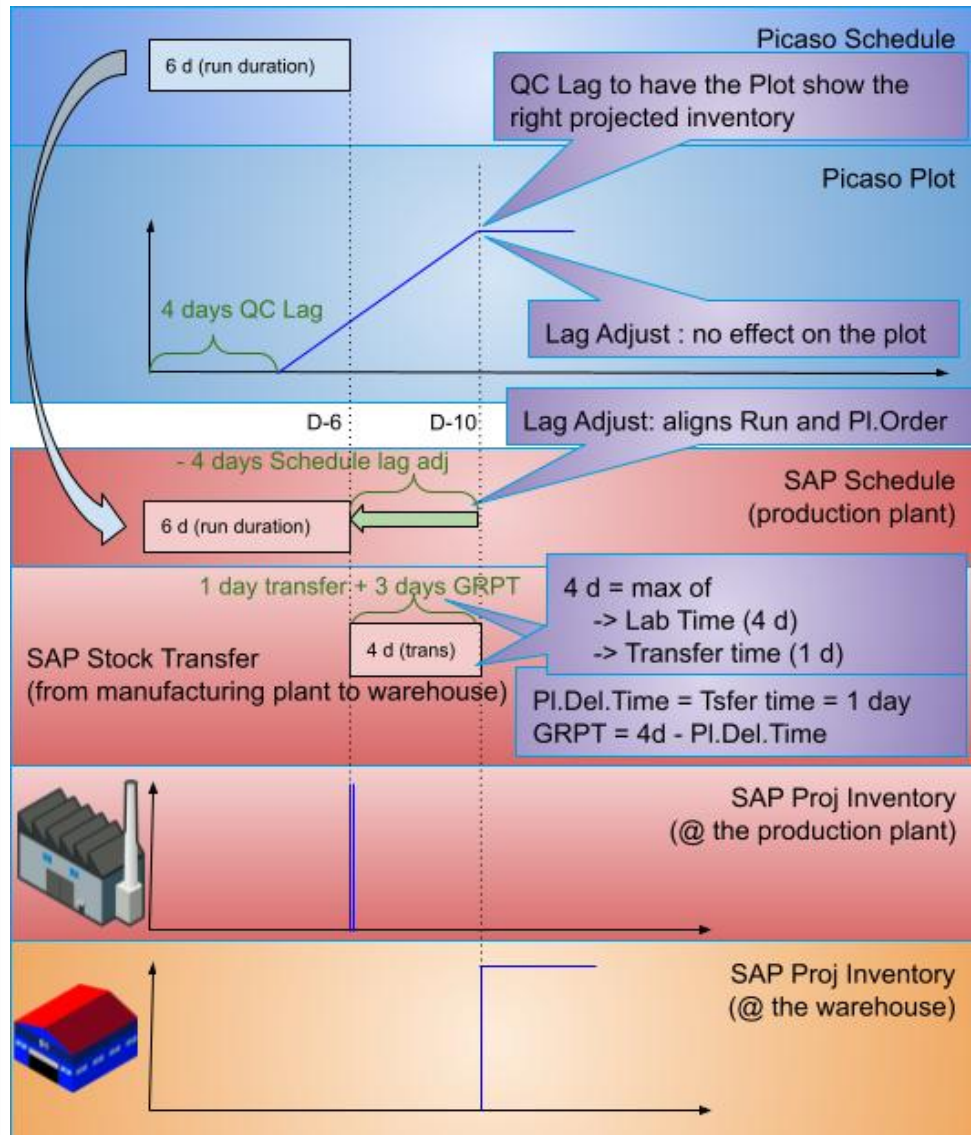 Picaso Schedule
6 d (run duration)
QC Lag to have the Plot show the
right projected inventory
Picaso Plot
4 days QC Lag
Lag Adjust : no effect on the plot
D-6
D-10
Lag Adjust: aligns Run and Pl.Order
- 4 days Schedule lag adj
SAP Schedule
(production plant)
6 d (run duration)
1 day transfer + 3 days GRPT
4 d = max of
-> Lab Time (4 d)
-> Transfer time (1 d)
4 d (trans)
SAP Stock Transfer
(from manufacturing plant to warehouse)
Pl.Del.Time = Tsfer time = 1 day
GRPT = 4d - Pl.Del.Time
SAP Proj Inventory
(@ the production plant)
SAP Proj Inventory
(@ the warehouse)